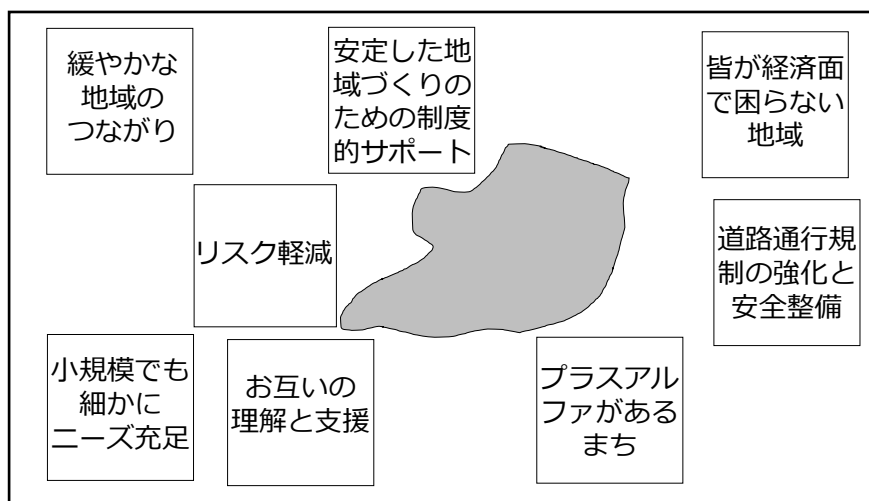 緩やかな
地域の
つながり
安定した地
域づくりの
ための制度
的サポート
皆が経済面
で困らない
地域
リスク軽減
道路通行規
制の強化と
安全整備
小規模でも
細かに
ニーズ充足
お互いの
理解と支援
プラスアル
ファがある
まち